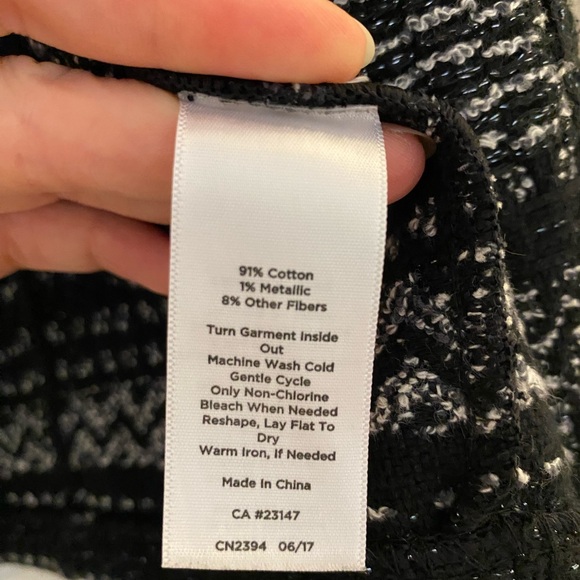 91% Cotton
1% Metallic
8% Other Fibers
Turn Garment Inside
Out
Machine Wash Cold
Gentle Cycle
Only Non-Chlorine
Bleach When Needed
Reshape, Lay Flat To
Dry
Warm Iron, If Needed
Made In China
CA #23147
CN2394 06/17